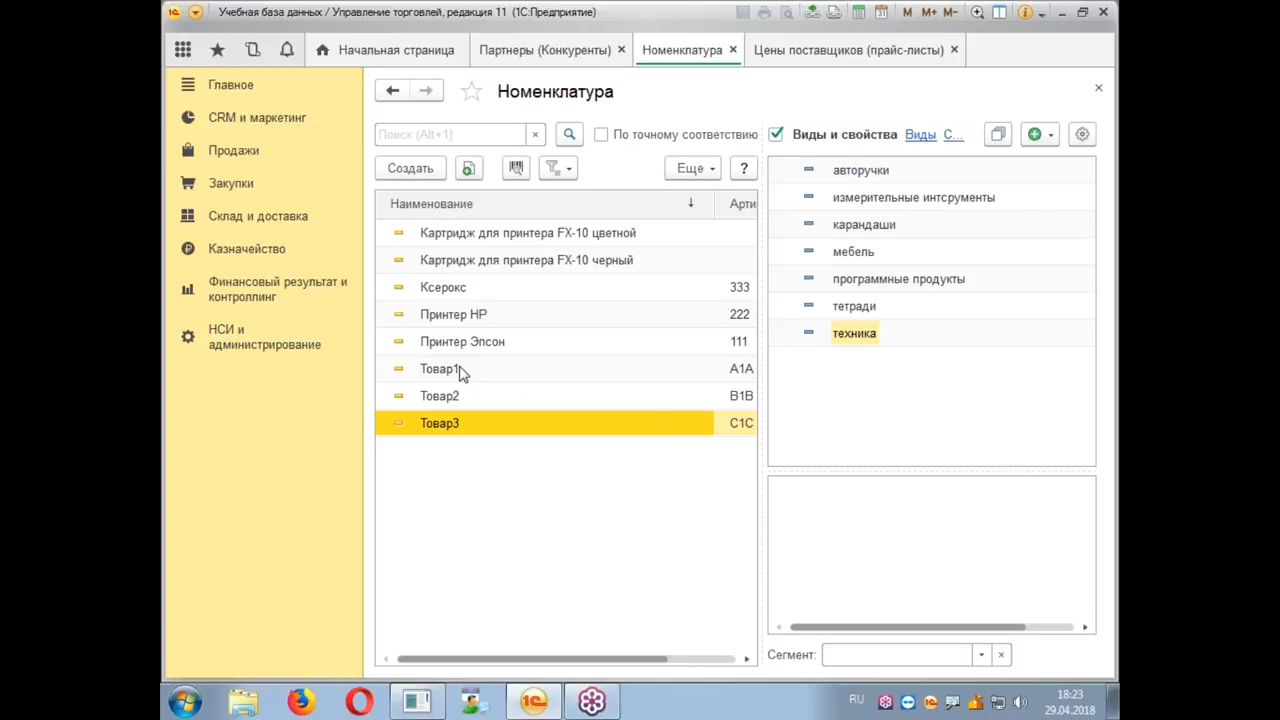 Учебная база данных / Управление торговлей, редакция 11 (1С:Предприятие)
M M+ M-
Начальная страница
Партнеры (Конкуренты) ×
Номенклатура ×
Цены поставщиков (прайс-листы) ×
Главное
CRM и маркетинг
Продажи
Закупки
Склад и доставка
Казначейство
Финансовый результат и
контроллинг
НСИ и
администрирование
Номенклатура
Поиск (Alt+1)
По точному соответствию
Виды и свойства Виды С...
Создать
Еще
?
Наименование
Арти
Картридж для принтера FX-10 цветной
Картридж для принтера FX-10 черный
Ксерокс 333
Принтер HP 222
Принтер Эпсон 111
Товар1 А1А
Товар2 В1В
Товар3 С1С
авторучки
измерительные интсрументы
карандаши
мебель
программные продукты
тетради
техника
Сегмент:
RU
18:23
29.04.2018